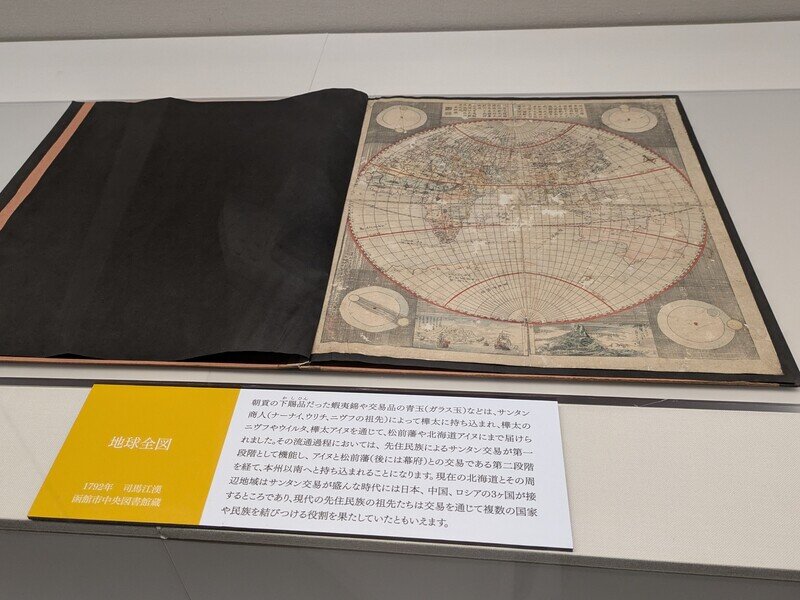 地球全図
1792年　司馬江漢
函館市中央図書館蔵
かしひん
朝貢の下賜品だった蝦夷錦や交易品の青玉(ガラス玉)などは、サンタン
商人(ナーナイ、ウリチ、ニヴフの祖先)によって樺太に持ち込まれ、樺太の
ニヴフやウイルタ、樺太アイヌを通じて、松前藩や北海道アイヌにまで届けら
れました。その流通過程においては、先住民族によるサンタン交易が第一
段階として機能し、アイヌと松前藩(後には幕府)との交易である第二段階
を経て、本州以南へと持ち込まれることになります。現在の北海道とその周
辺地域はサンタン交易が盛んな時代には日本、中国、ロシアの3ヶ国が接
するところであり、現代の先住民族の祖先たちは交易を通じて複数の国家
や民族を結びつける役割を果たしていたともいえます。